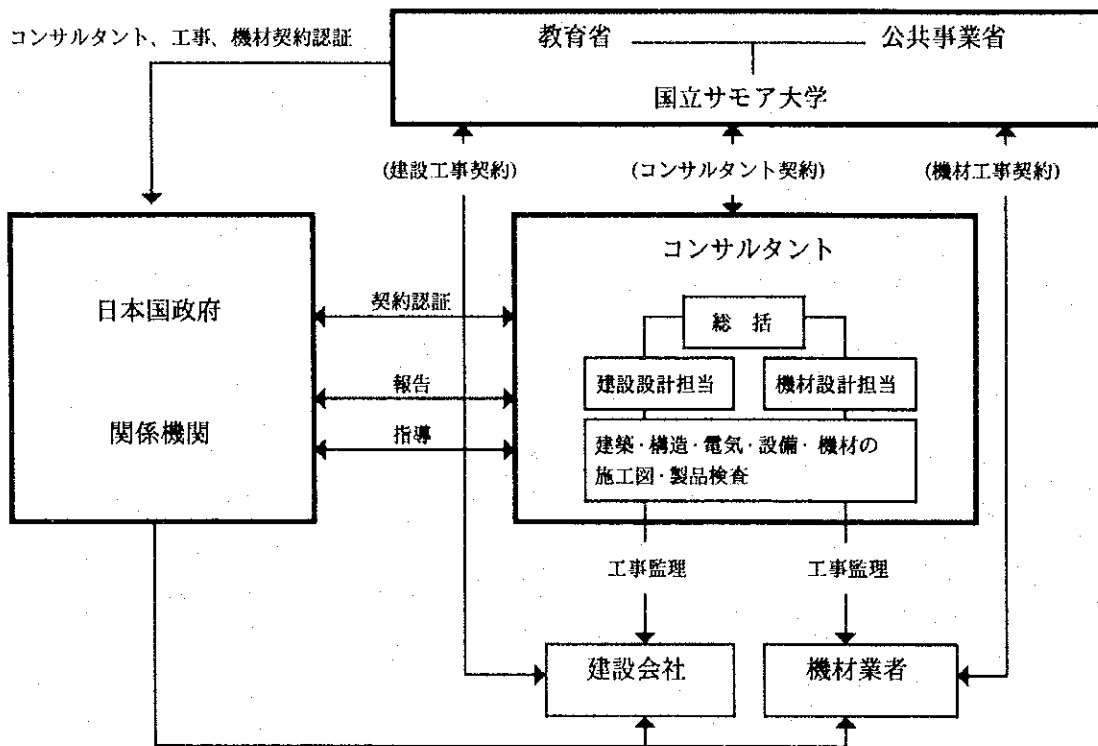 コンサルタント、工事、機材契約認証
教育省
公共事業省
国立サモア大学
(建設工事契約)
(コンサルタント契約)
(機材工事契約)
コンサルタント
日本国政府
関係機関
契約認証
報告
指導
総 括
建設設計担当
機材設計担当
建築・構造・電気・設備・機材の
施工図・製品検査
工事監理
工事監理
建設会社
機材業者